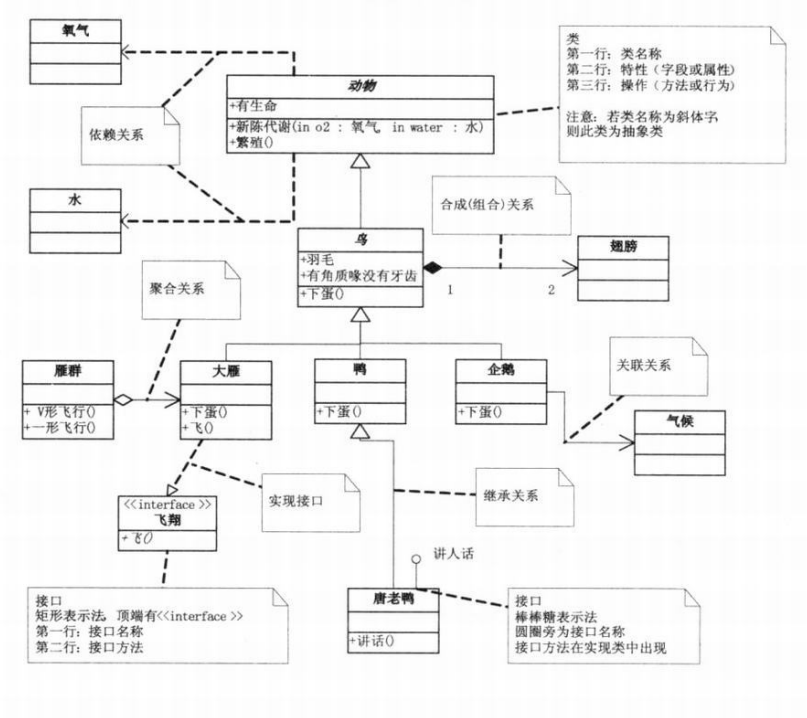 氧气
动物
+有生命
+新陈代谢(in o2 : 氧气, in water : 水)
+繁殖()
类
第一行: 类名称
第二行: 特性 (字段或属性)
第三行: 操作 (方法或行为)
注意: 若类名称为斜体字,
则此类为抽象类
依赖关系
水
鸟
+羽毛
+有角质喙没有牙齿
+下蛋()
合成(组合)关系
翅膀
1
2
聚合关系
雁群
+ V形飞行()
+一形飞行()
大雁
+下蛋()
+飞()
鸭
+下蛋()
企鹅
+下蛋()
关联关系
气候
<<interface >>
飞翔
+飞()
实现接口
继承关系
讲人话
唐老鸭
+讲话()
接口
矩形表示法, 顶端有<<interface >>
第一行: 接口名称
第二行: 接口方法
接口
棒棒糖表示法
圆圈旁为接口名称
接口方法在实现类中出现